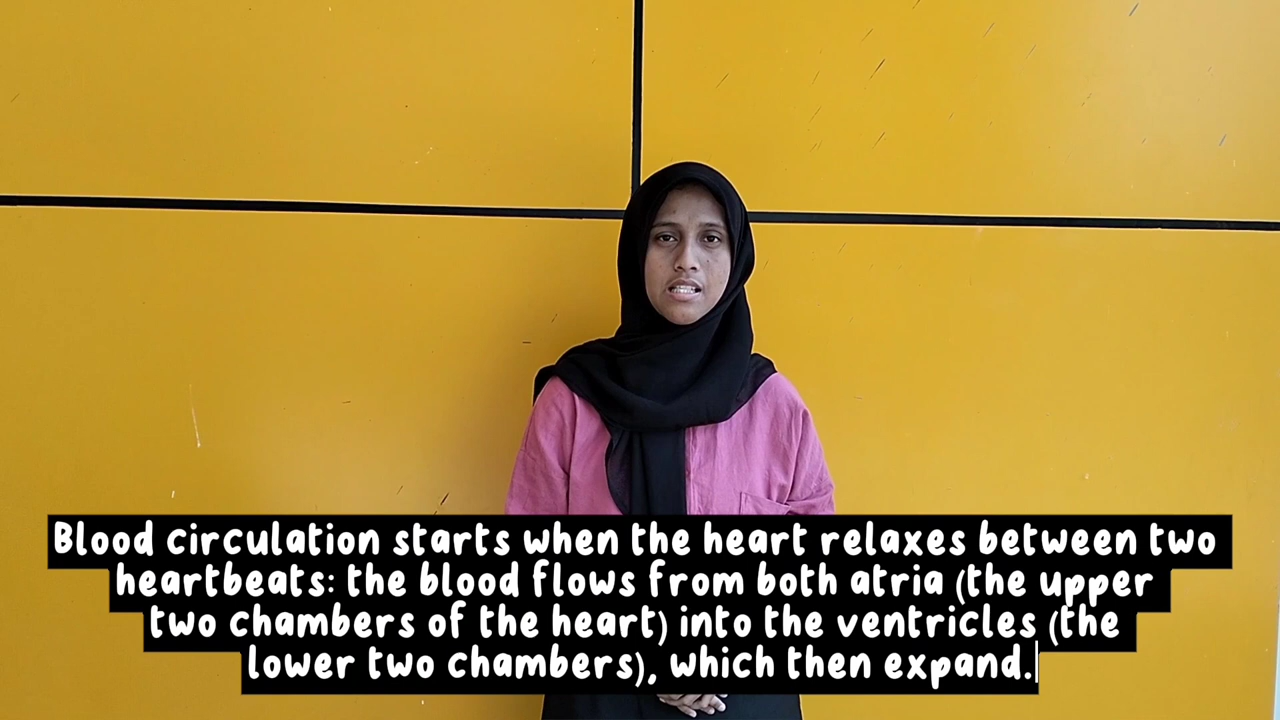 Blood circulation starts when the heart relaxes between two
heartbeats: the blood flows from both atria (the upper
two chambers of the heart) into the ventricles (the
lower two chambers), which then expand.